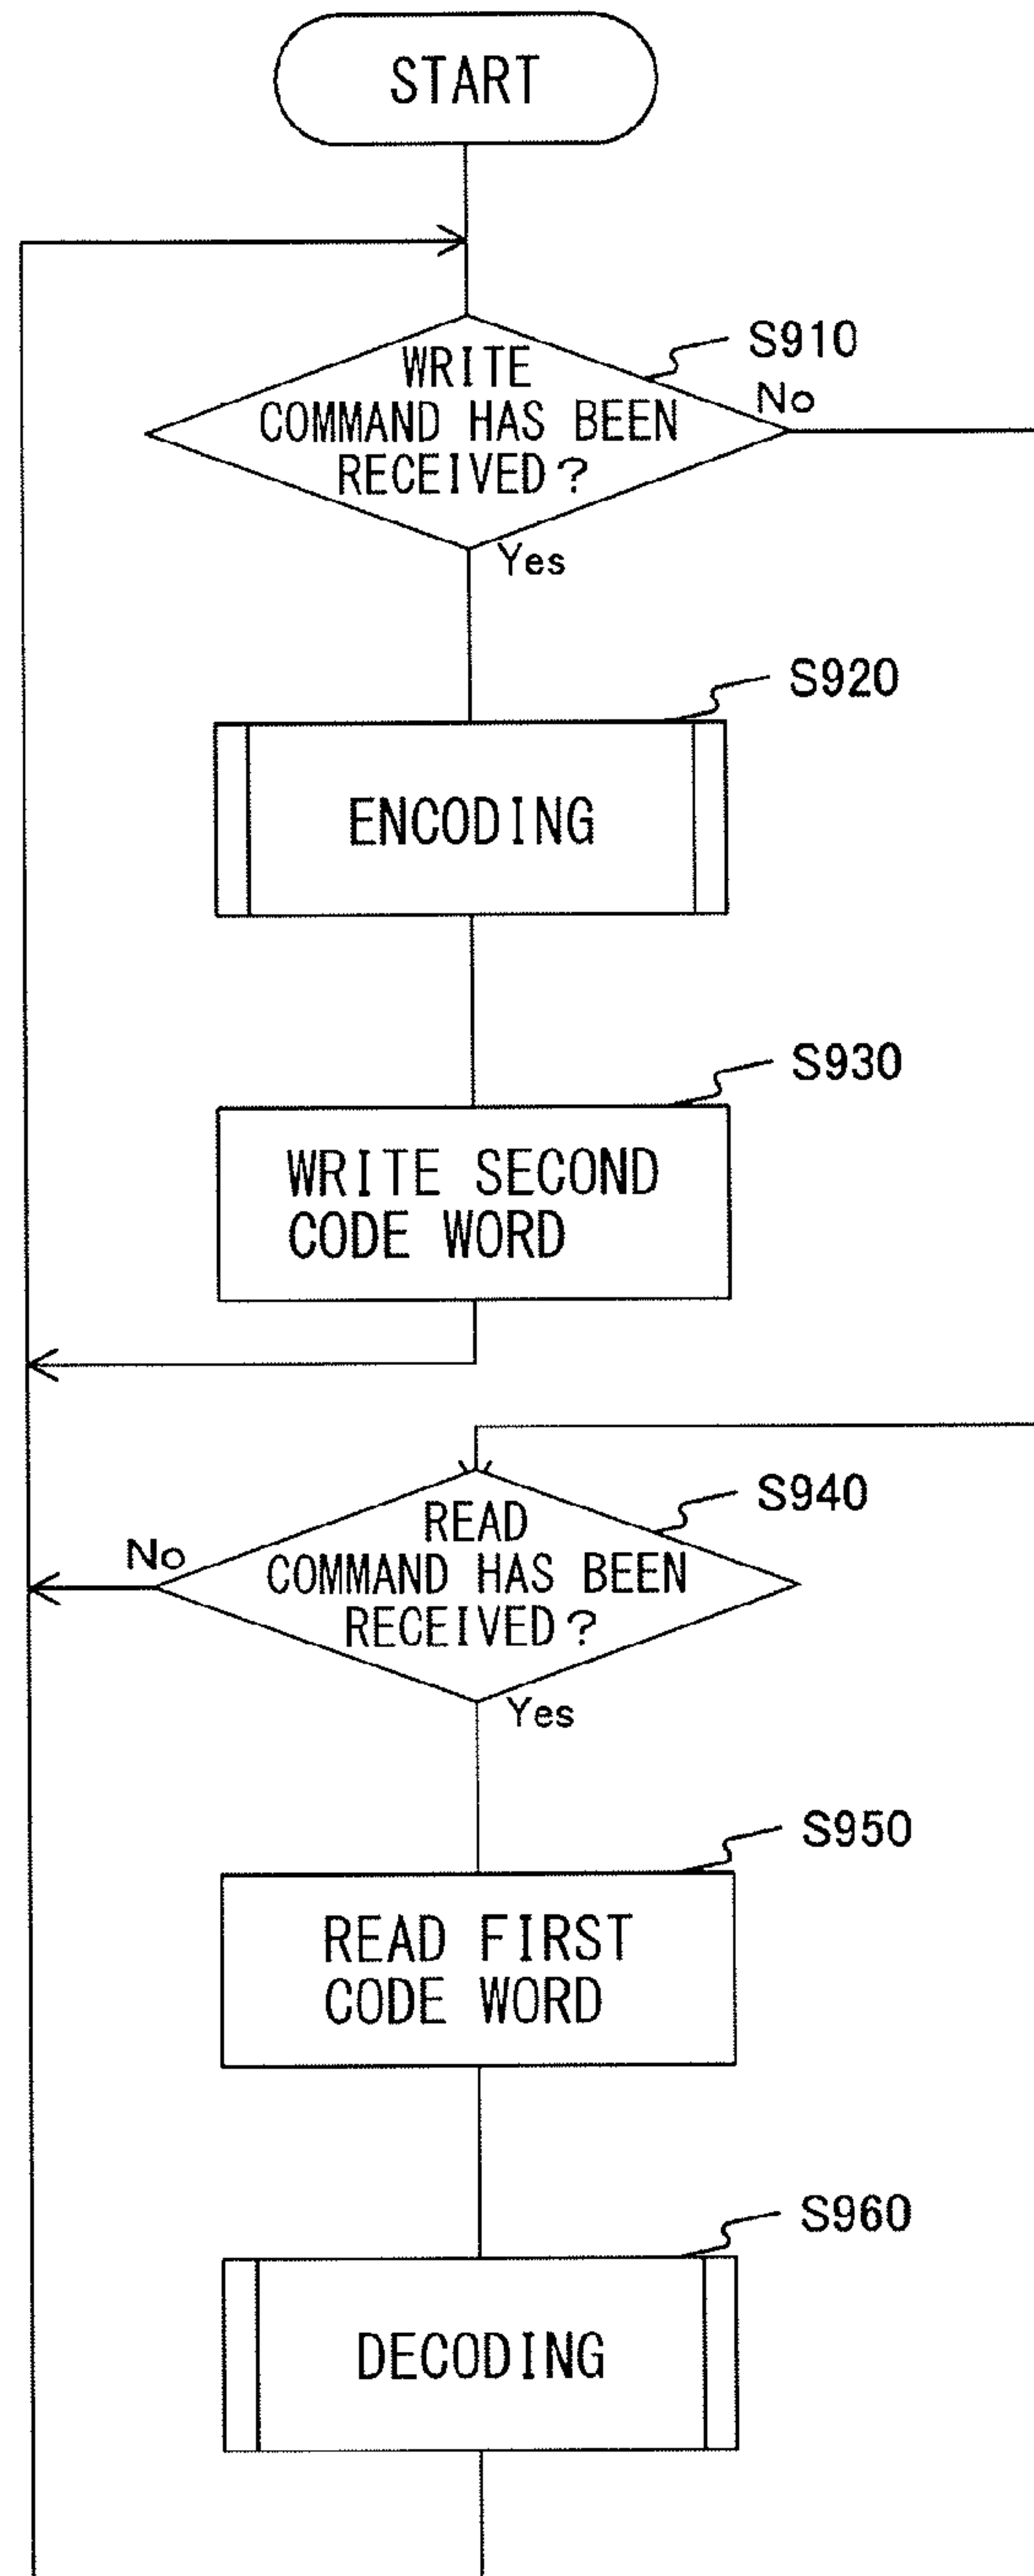 START
S910
WRITE
COMMAND HAS BEEN
RECEIVED?
No
Yes
S920
ENCODING
S930
WRITE SECOND
CODE WORD
S940
READ
COMMAND HAS BEEN
RECEIVED?
No
Yes
S950
READ FIRST
CODE WORD
S960
DECODING